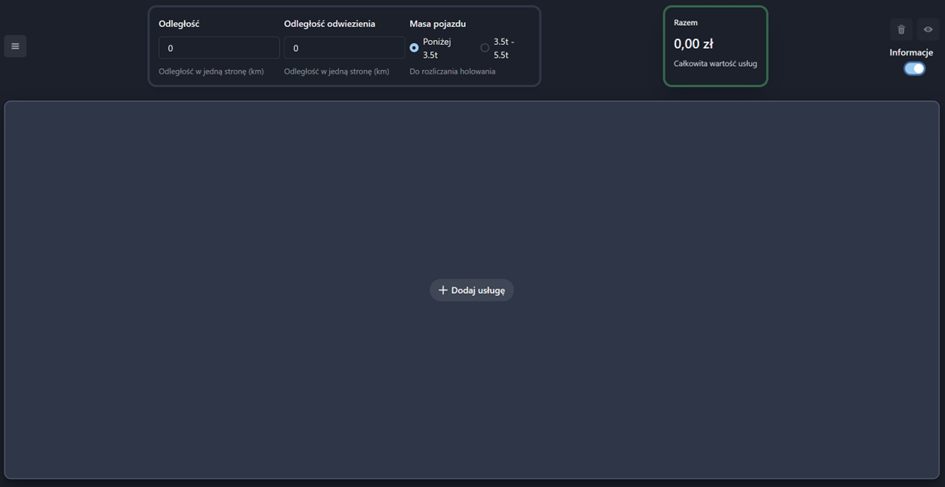 Odległość
Odległość odwiezienia
Masa pojazdu
0
0
Poniżej
3.5t
3.5t -
5.5t
Odległość w jedną stronę (km)
Odległość w jedną stronę (km)
Do rozliczania holowania
Razem
0,00 zł
Całkowita wartość usług
Informacje
Dodaj usługę